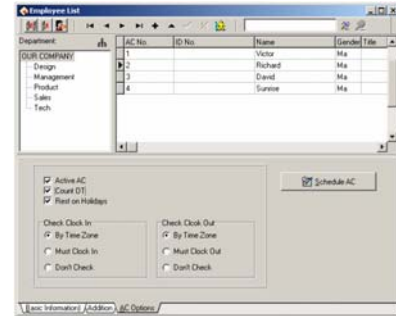 Employee List
Department:
OUR COMPANY
Design
Management
Product
Sales
Tech
AC No. ID No. Name Gender Title
1 Victor Ma
2 Richard Ma
3 David Ma
4 Sunrise Ma
Active AC
Count OT
Rest on Holidays
Schedule AC
Check Clock In
By Time Zone
Must Clock In
Don't Check
Check Clock Out
By Time Zone
Must Clock Out
Don't Check
Basic Information Addition AC Options